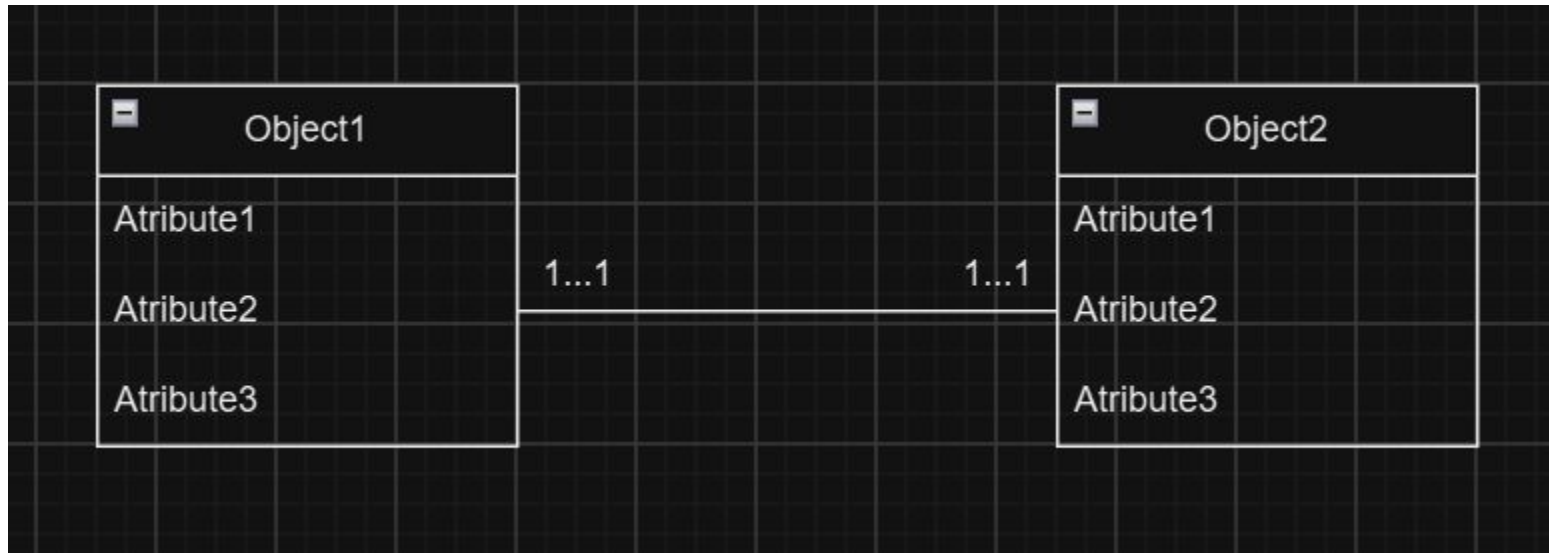 Object1
Atribute1
Atribute2
Atribute3
1...1
1...1
Object2
Atribute1
Atribute2
Atribute3